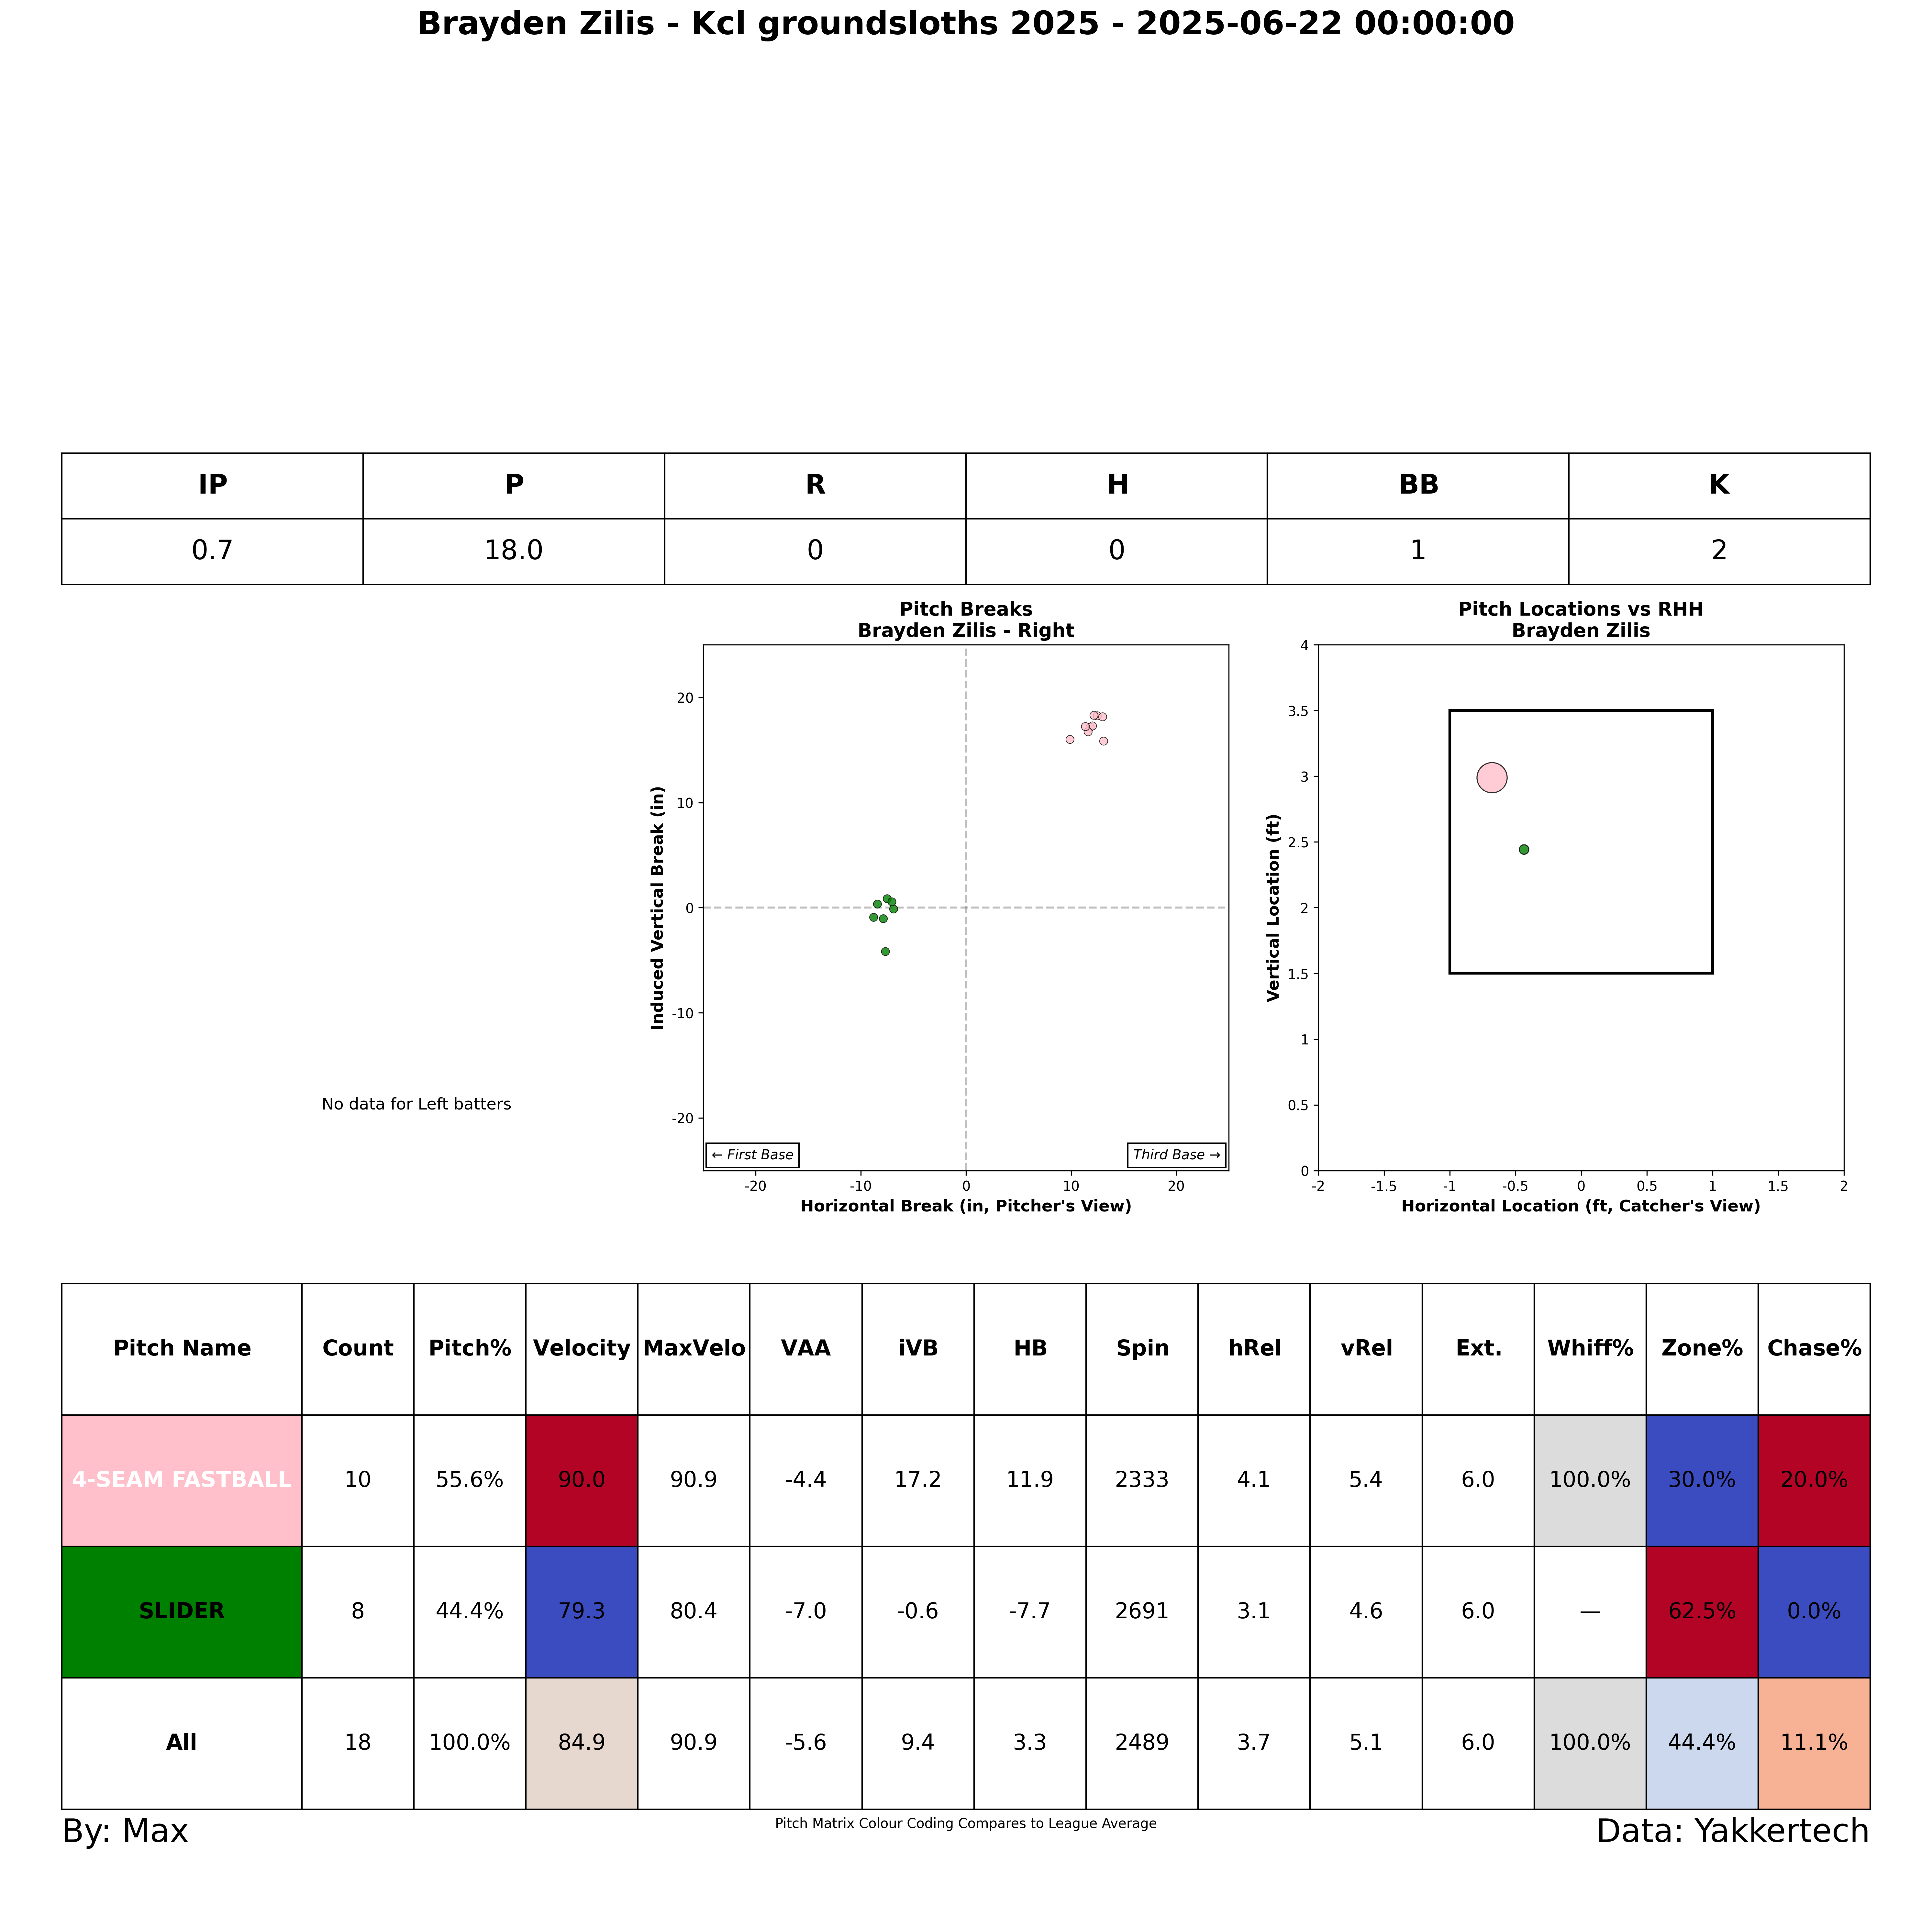 Brayden Zilis - Kcl groundsloths 2025 - 2025-06-22 00:00:00
IP P R H BB K
0.7 18.0 0 0 1 2
No data for Left batters
Pitch Breaks
Brayden Zilis - Right
20
10
0
-10
-20
Induced Vertical Break (in)
← First Base
Third Base →
-20 -10 0 10 20
Horizontal Break (in, Pitcher's View)
Pitch Locations vs RHH
Brayden Zilis
4
3.5
3
2.5
2
1.5
1
0.5
0
Vertical Location (ft)
-2 -1.5 -1 -0.5 0 0.5 1 1.5 2
Horizontal Location (ft, Catcher's View)
Pitch Name Count Pitch% Velocity MaxVelo VAA iVB HB Spin hRel vRel Ext. Whiff% Zone% Chase%
4-SEAM FASTBALL 10 55.6% 90.0 90.9 -4.4 17.2 11.9 2333 4.1 5.4 6.0 100.0% 30.0% 20.0%
SLIDER 8 44.4% 79.3 80.4 -7.0 -0.6 -7.7 2691 3.1 4.6 6.0 — 62.5% 0.0%
All 18 100.0% 84.9 90.9 -5.6 9.4 3.3 2489 3.7 5.1 6.0 100.0% 44.4% 11.1%
By: Max
Pitch Matrix Colour Coding Compares to League Average
Data: Yakkertech